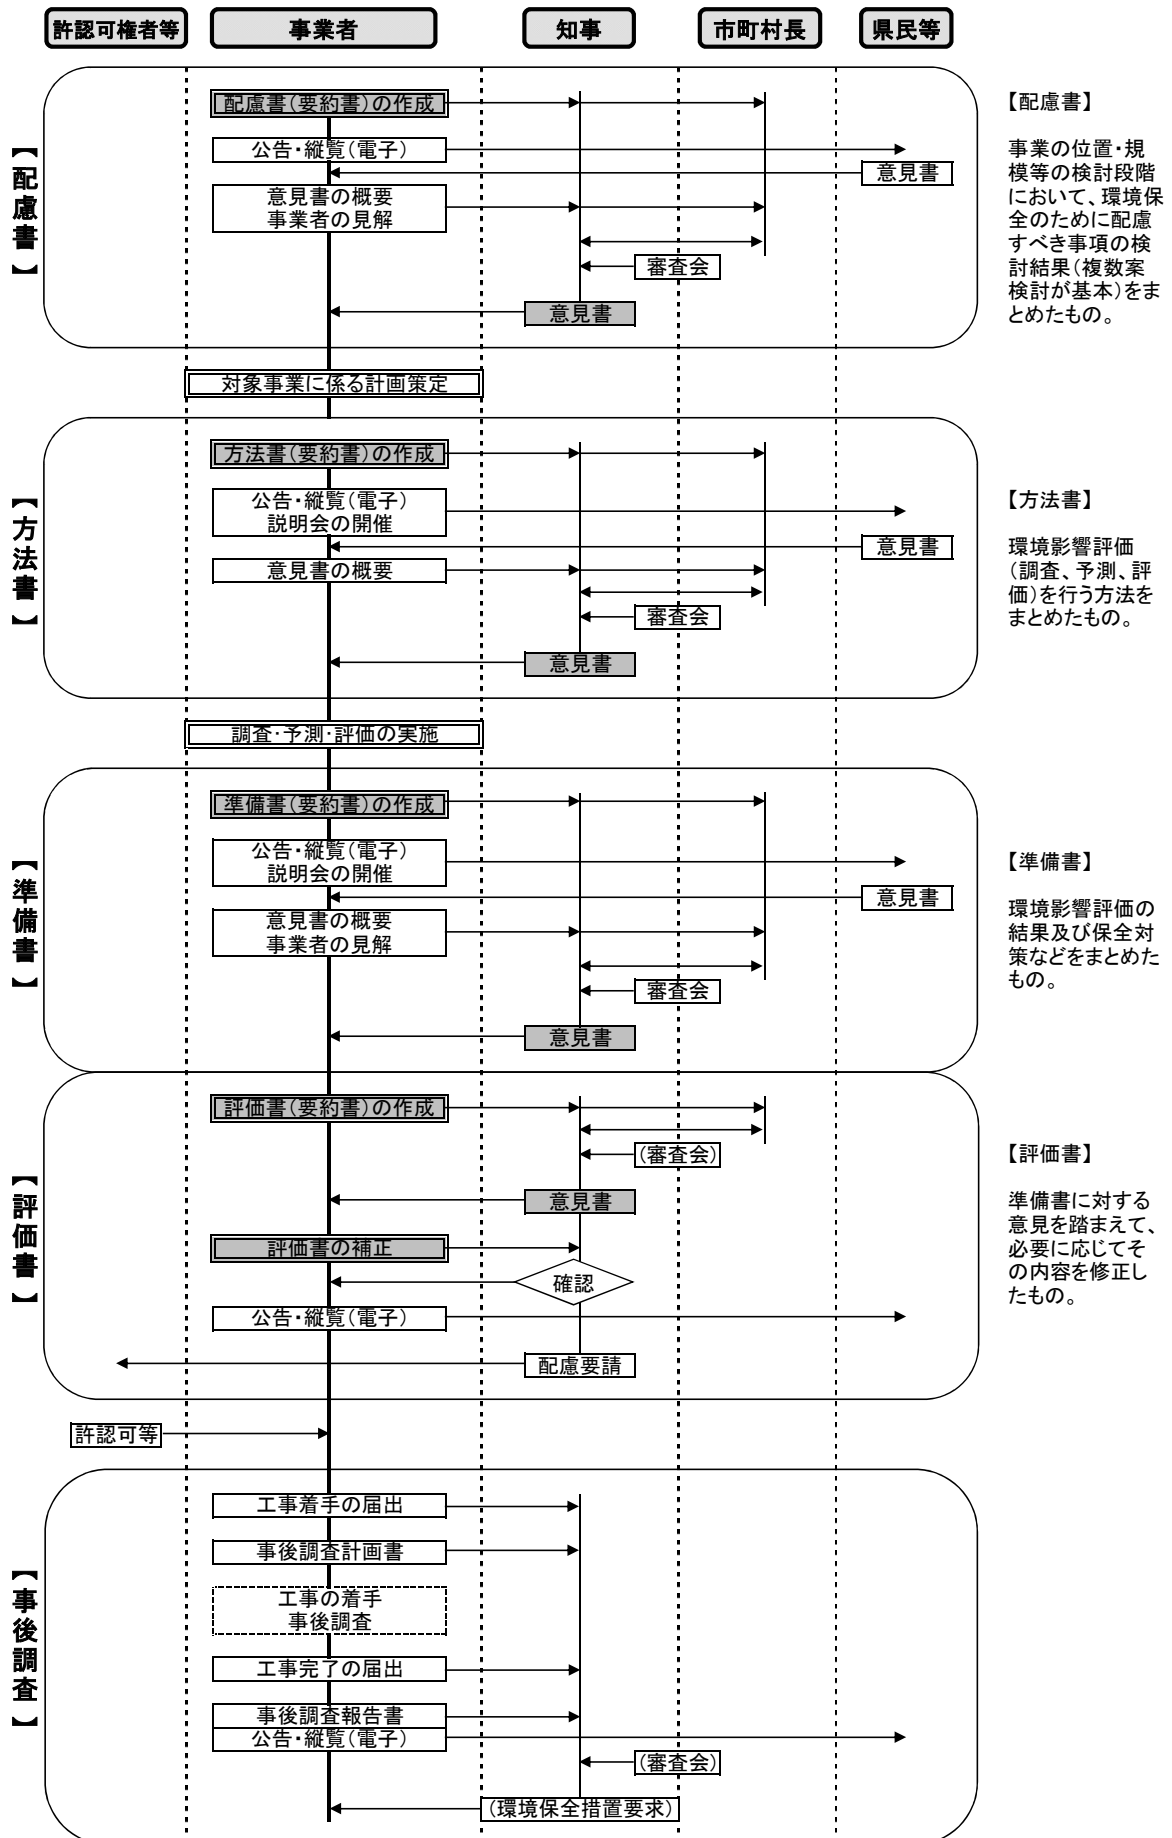 許認可権者等 事業者 知事 市町村長 県民等
【配慮書】
配慮書(要約書)の作成
公告・縦覧(電子)
意見書
意見書の概要
事業者の見解
審査会
意見書
【配慮書】
事業の位置・規
模等の検討段階
において、環境保
全のために配慮
すべき事項の検
討結果(複数案
検討が基本)をま
とめたもの。
対象事業に係る計画策定
【方法書】
方法書(要約書)の作成
公告・縦覧(電子)
説明会の開催
意見書
意見書の概要
審査会
意見書
【方法書】
環境影響評価
(調査、予測、評
価)を行う方法を
まとめたもの。
調査・予測・評価の実施
【準備書】
準備書(要約書)の作成
公告・縦覧(電子)
説明会の開催
意見書
意見書の概要
事業者の見解
審査会
意見書
【準備書】
環境影響評価の
結果及び保全対
策などをまとめた
もの。
【評価書】
評価書(要約書)の作成
(審査会)
意見書
評価書の補正
確認
公告・縦覧(電子)
配慮要請
【評価書】
準備書に対する
意見を踏まえて、
必要に応じてそ
の内容を修正し
たもの。
許認可等
【事後調査】
工事着手の届出
事後調査計画書
工事の着手
事後調査
工事完了の届出
事後調査報告書
公告・縦覧(電子)
(審査会)
(環境保全措置要求)